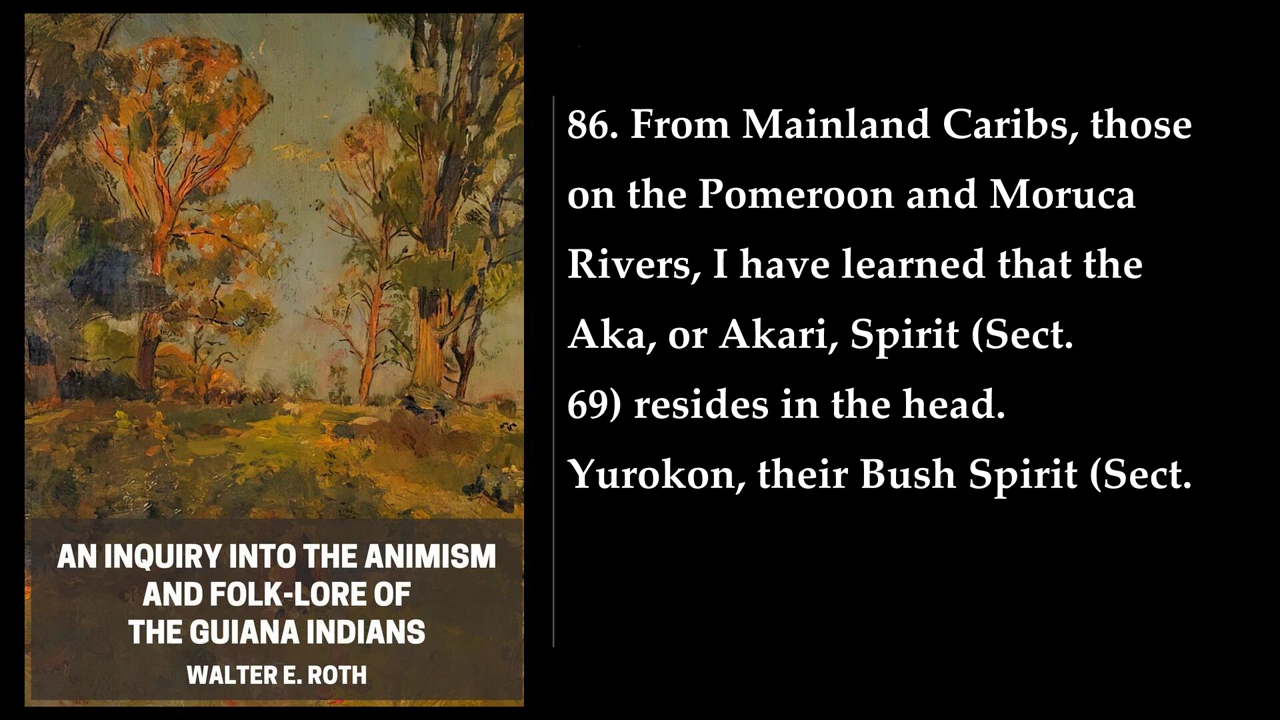 86. From Mainland Caribs, those
on the Pomeroon and Moruca
Rivers, I have learned that the
Aka, or Akari, Spirit (Sect.
69) resides in the head.
Yurokon, their Bush Spirit (Sect.
AN INQUIRY INTO THE ANIMISM
AND FOLK-LORE OF
THE GUIANA INDIANS
WALTER E. ROTH